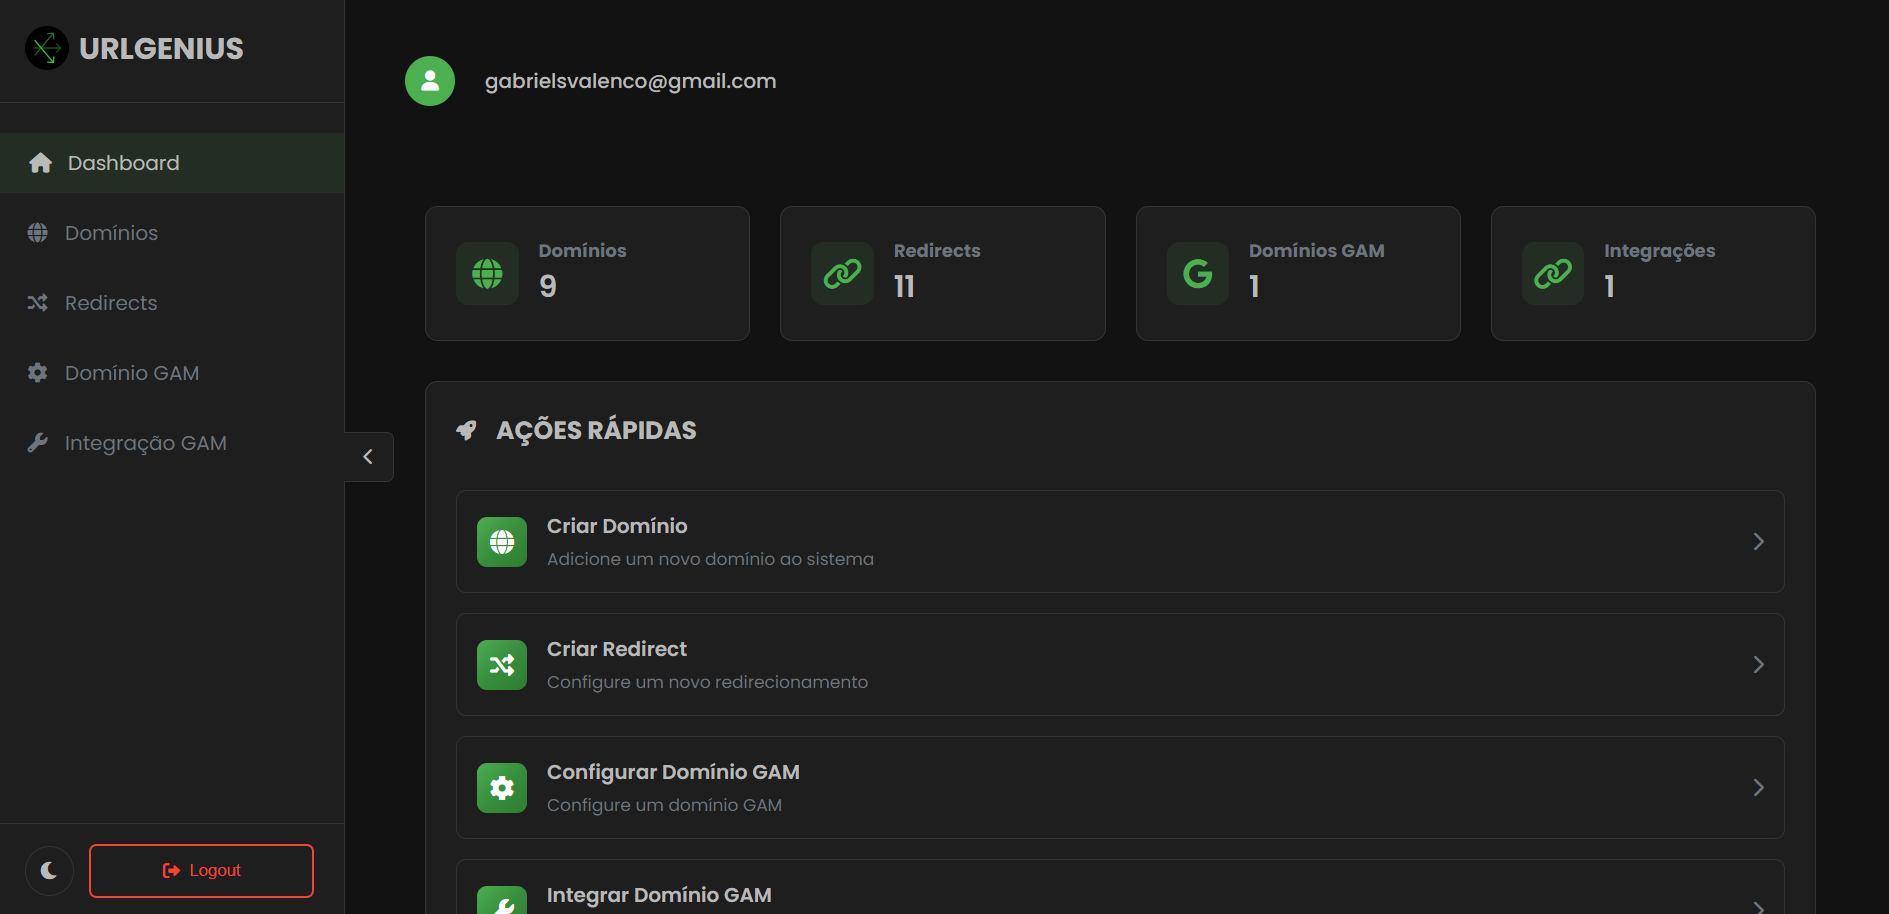 URLGENIUS
Dashboard
Domínios
Redirects
Domínio GAM
Integração GAM
Logout
gabrielsvalenco@gmail.com
Domínios
9
Redirects
11
Domínios GAM
1
Integrações
1
AÇÕES RÁPIDAS
Criar Domínio
Adicione um novo domínio ao sistema
Criar Redirect
Configure um novo redirecionamento
Configurar Domínio GAM
Configure um domínio GAM
Integrar Domínio GAM